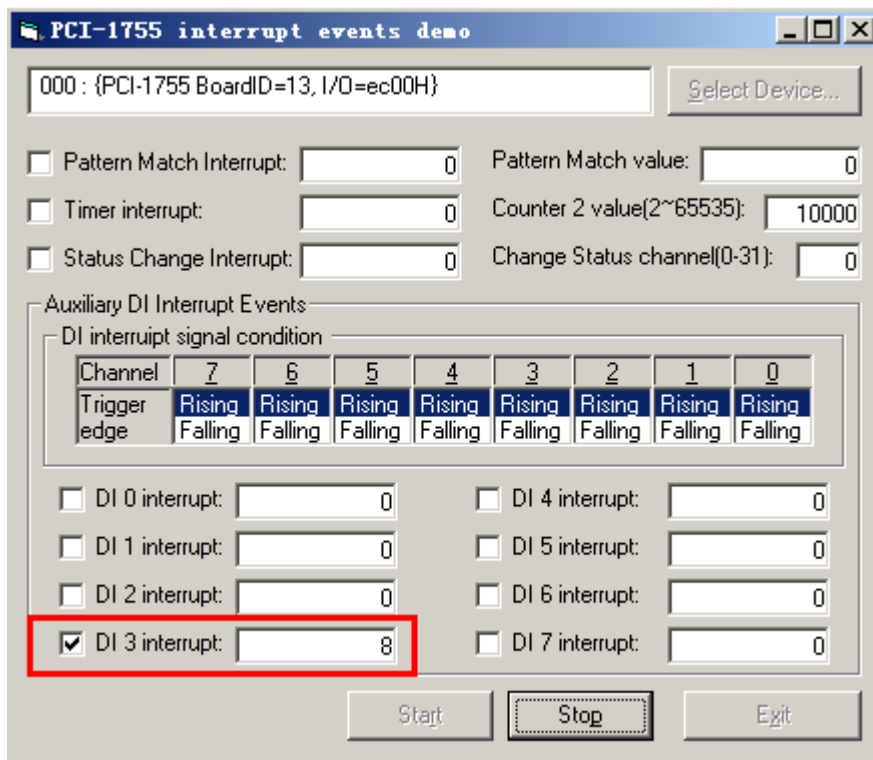 PCI-1755 interrupt events demo
000 : {PCI-1755 BoardID=13, I/O=ec00H}
Select Device...
Pattern Match Interrupt: 0 Pattern Match value: 0
Timer interrupt: 0 Counter 2 value(2~65535): 10000
Status Change Interrupt: 0 Change Status channel(0-31): 0
Auxiliary DI Interrupt Events
DI interruipt signal condition
Channel 7 6 5 4 3 2 1 0
Trigger edge Rising Rising Rising Rising Rising Rising Rising Rising
Falling Falling Falling Falling Falling Falling Falling Falling
DI 0 interrupt: 0 DI 4 interrupt: 0
DI 1 interrupt: 0 DI 5 interrupt: 0
DI 2 interrupt: 0 DI 6 interrupt: 0
DI 3 interrupt: 8 DI 7 interrupt: 0
Start Stop Exit